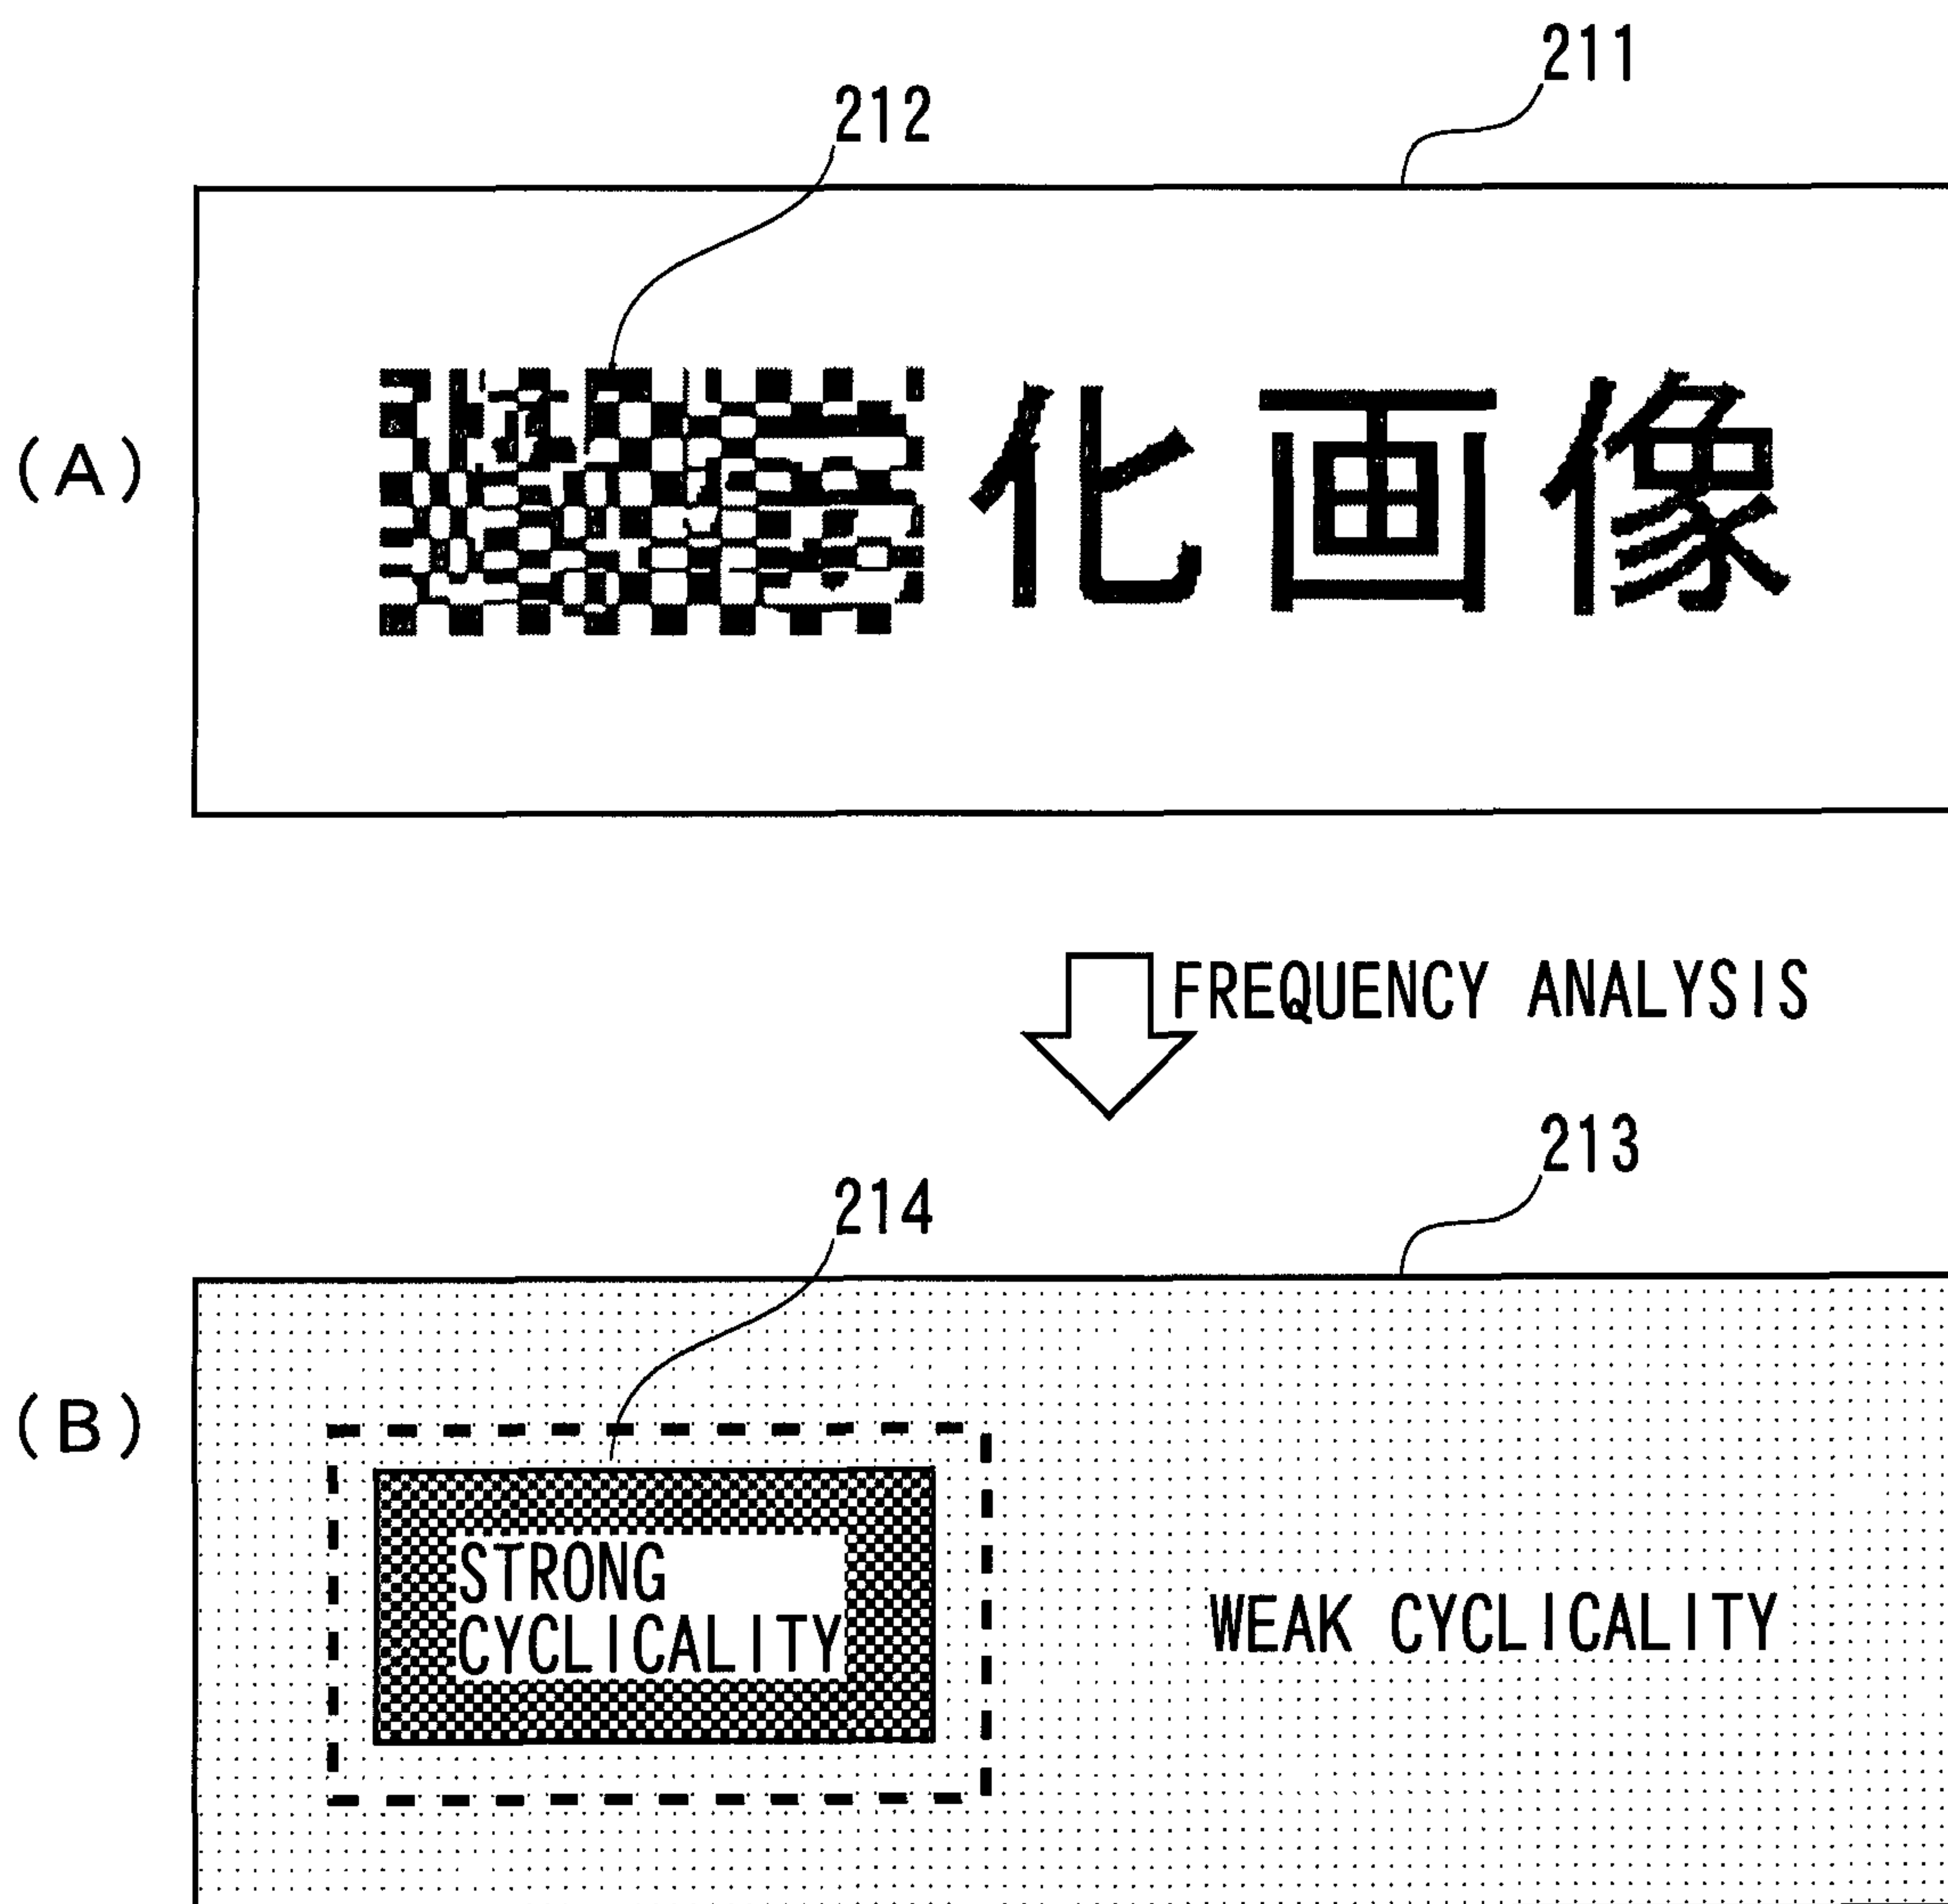 211
212
(A)
化画像
FREQUENCY ANALYSIS
213
214
(B)
STRONG
CYCLICALITY
WEAK CYCLICALITY